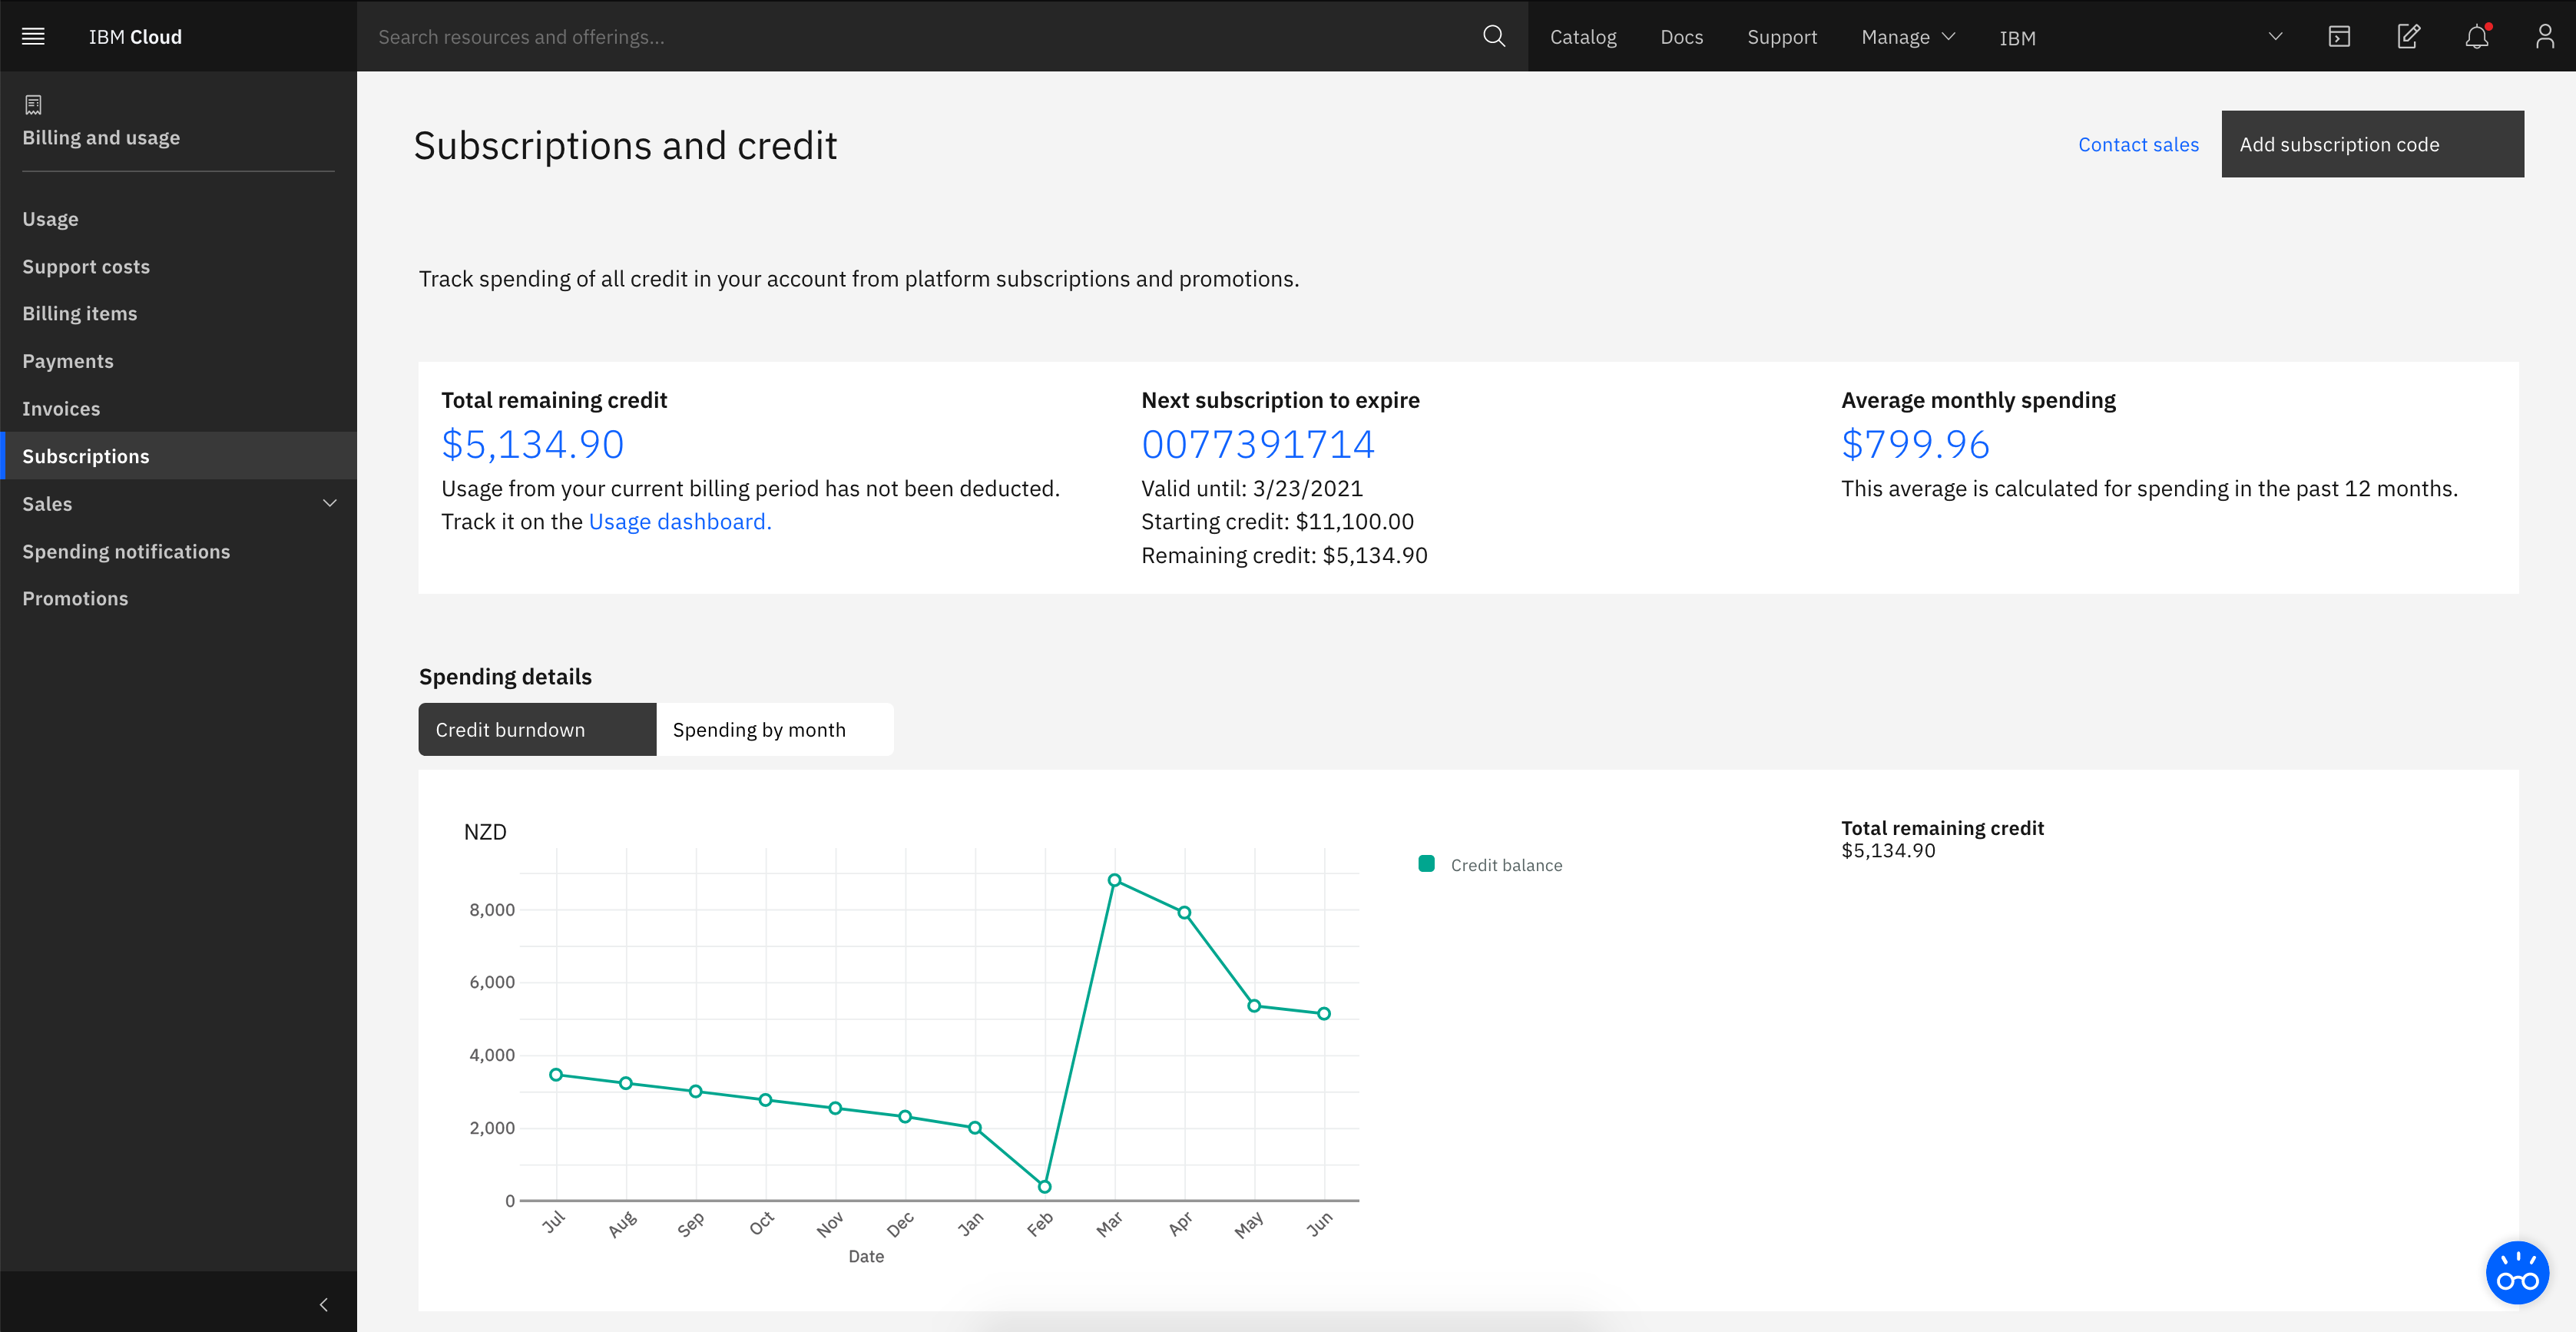 IBM Cloud
Search resources and offerings...
Catalog
Docs
Support
Manage
IBM
Billing and usage
Usage
Support costs
Billing items
Payments
Invoices
Subscriptions
Sales
Spending notifications
Promotions
Subscriptions and credit
Contact sales
Add subscription code
Track spending of all credit in your account from platform subscriptions and promotions.
Total remaining credit
$5,134.90
Usage from your current billing period has not been deducted.
Track it on the Usage dashboard.
Next subscription to expire
0077391714
Valid until: 3/23/2021
Starting credit: $11,100.00
Remaining credit: $5,134.90
Average monthly spending
$799.96
This average is calculated for spending in the past 12 months.
Spending details
Credit burndown
Spending by month
NZD
8,000
6,000
4,000
2,000
0
Jul
Aug
Sep
Oct
Nov
Dec
Jan
Feb
Mar
Apr
May
Jun
Date
Credit balance
Total remaining credit
$5,134.90